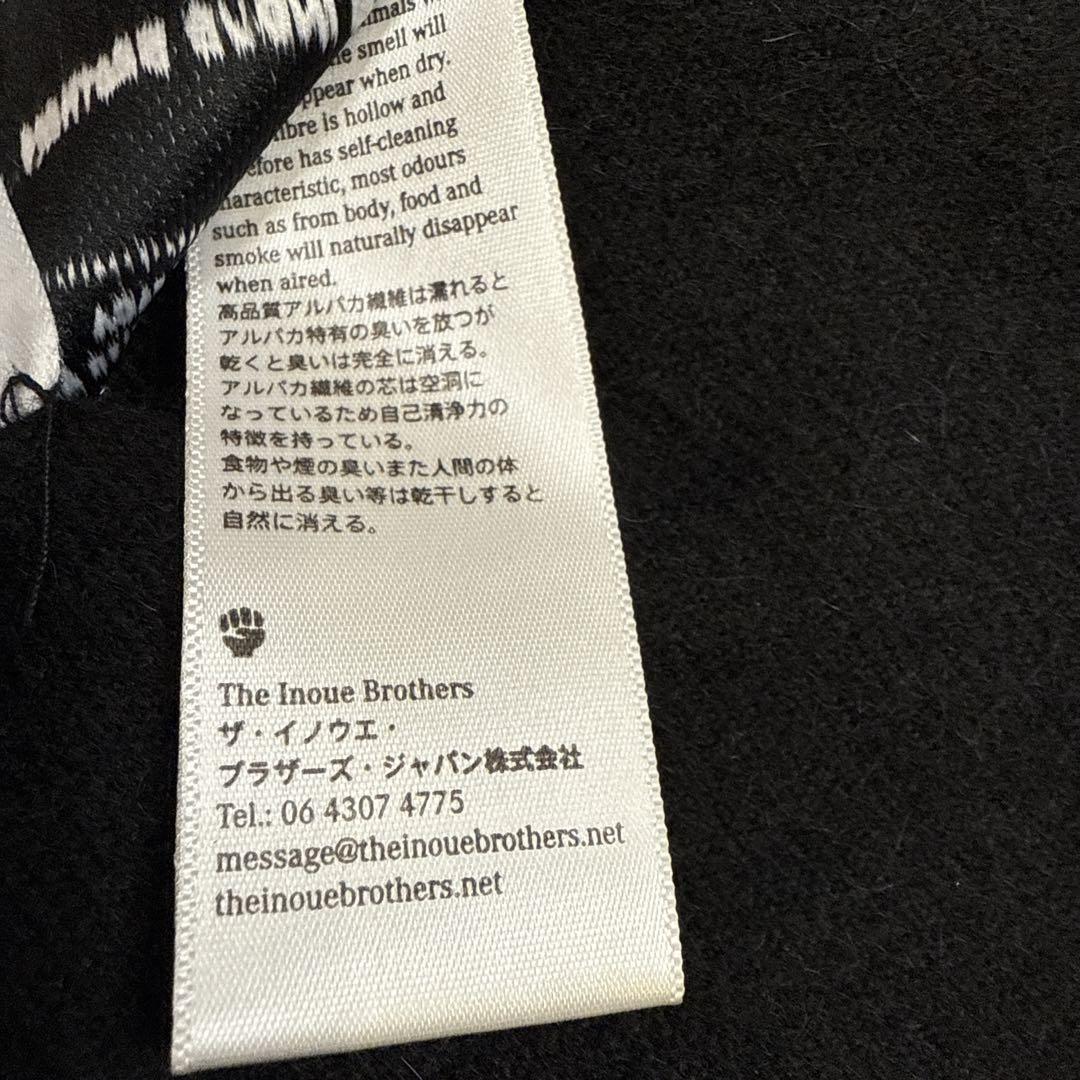 smell will
when dry.
is hollow and
has self-cleaning
characteristic, most odours
such as from body, food and
smoke will naturally disappear
when aired.
高品質アルパカ繊維は濡れると
アルパカ特有の臭いを放つが
乾くと臭いは完全に消える。
アルパカ繊維の芯は空洞に
なっているため自己清浄力の
特徴を持っている。
食物や煙の臭いまた人間の体
から出る臭い等は乾干しすると
自然に消える。
The Inoue Brothers
ザ・イノウエ・
ブラザーズ・ジャパン株式会社
Tel.: 06 4307 4775
message@theinouebrothers.net
theinouebrothers.net